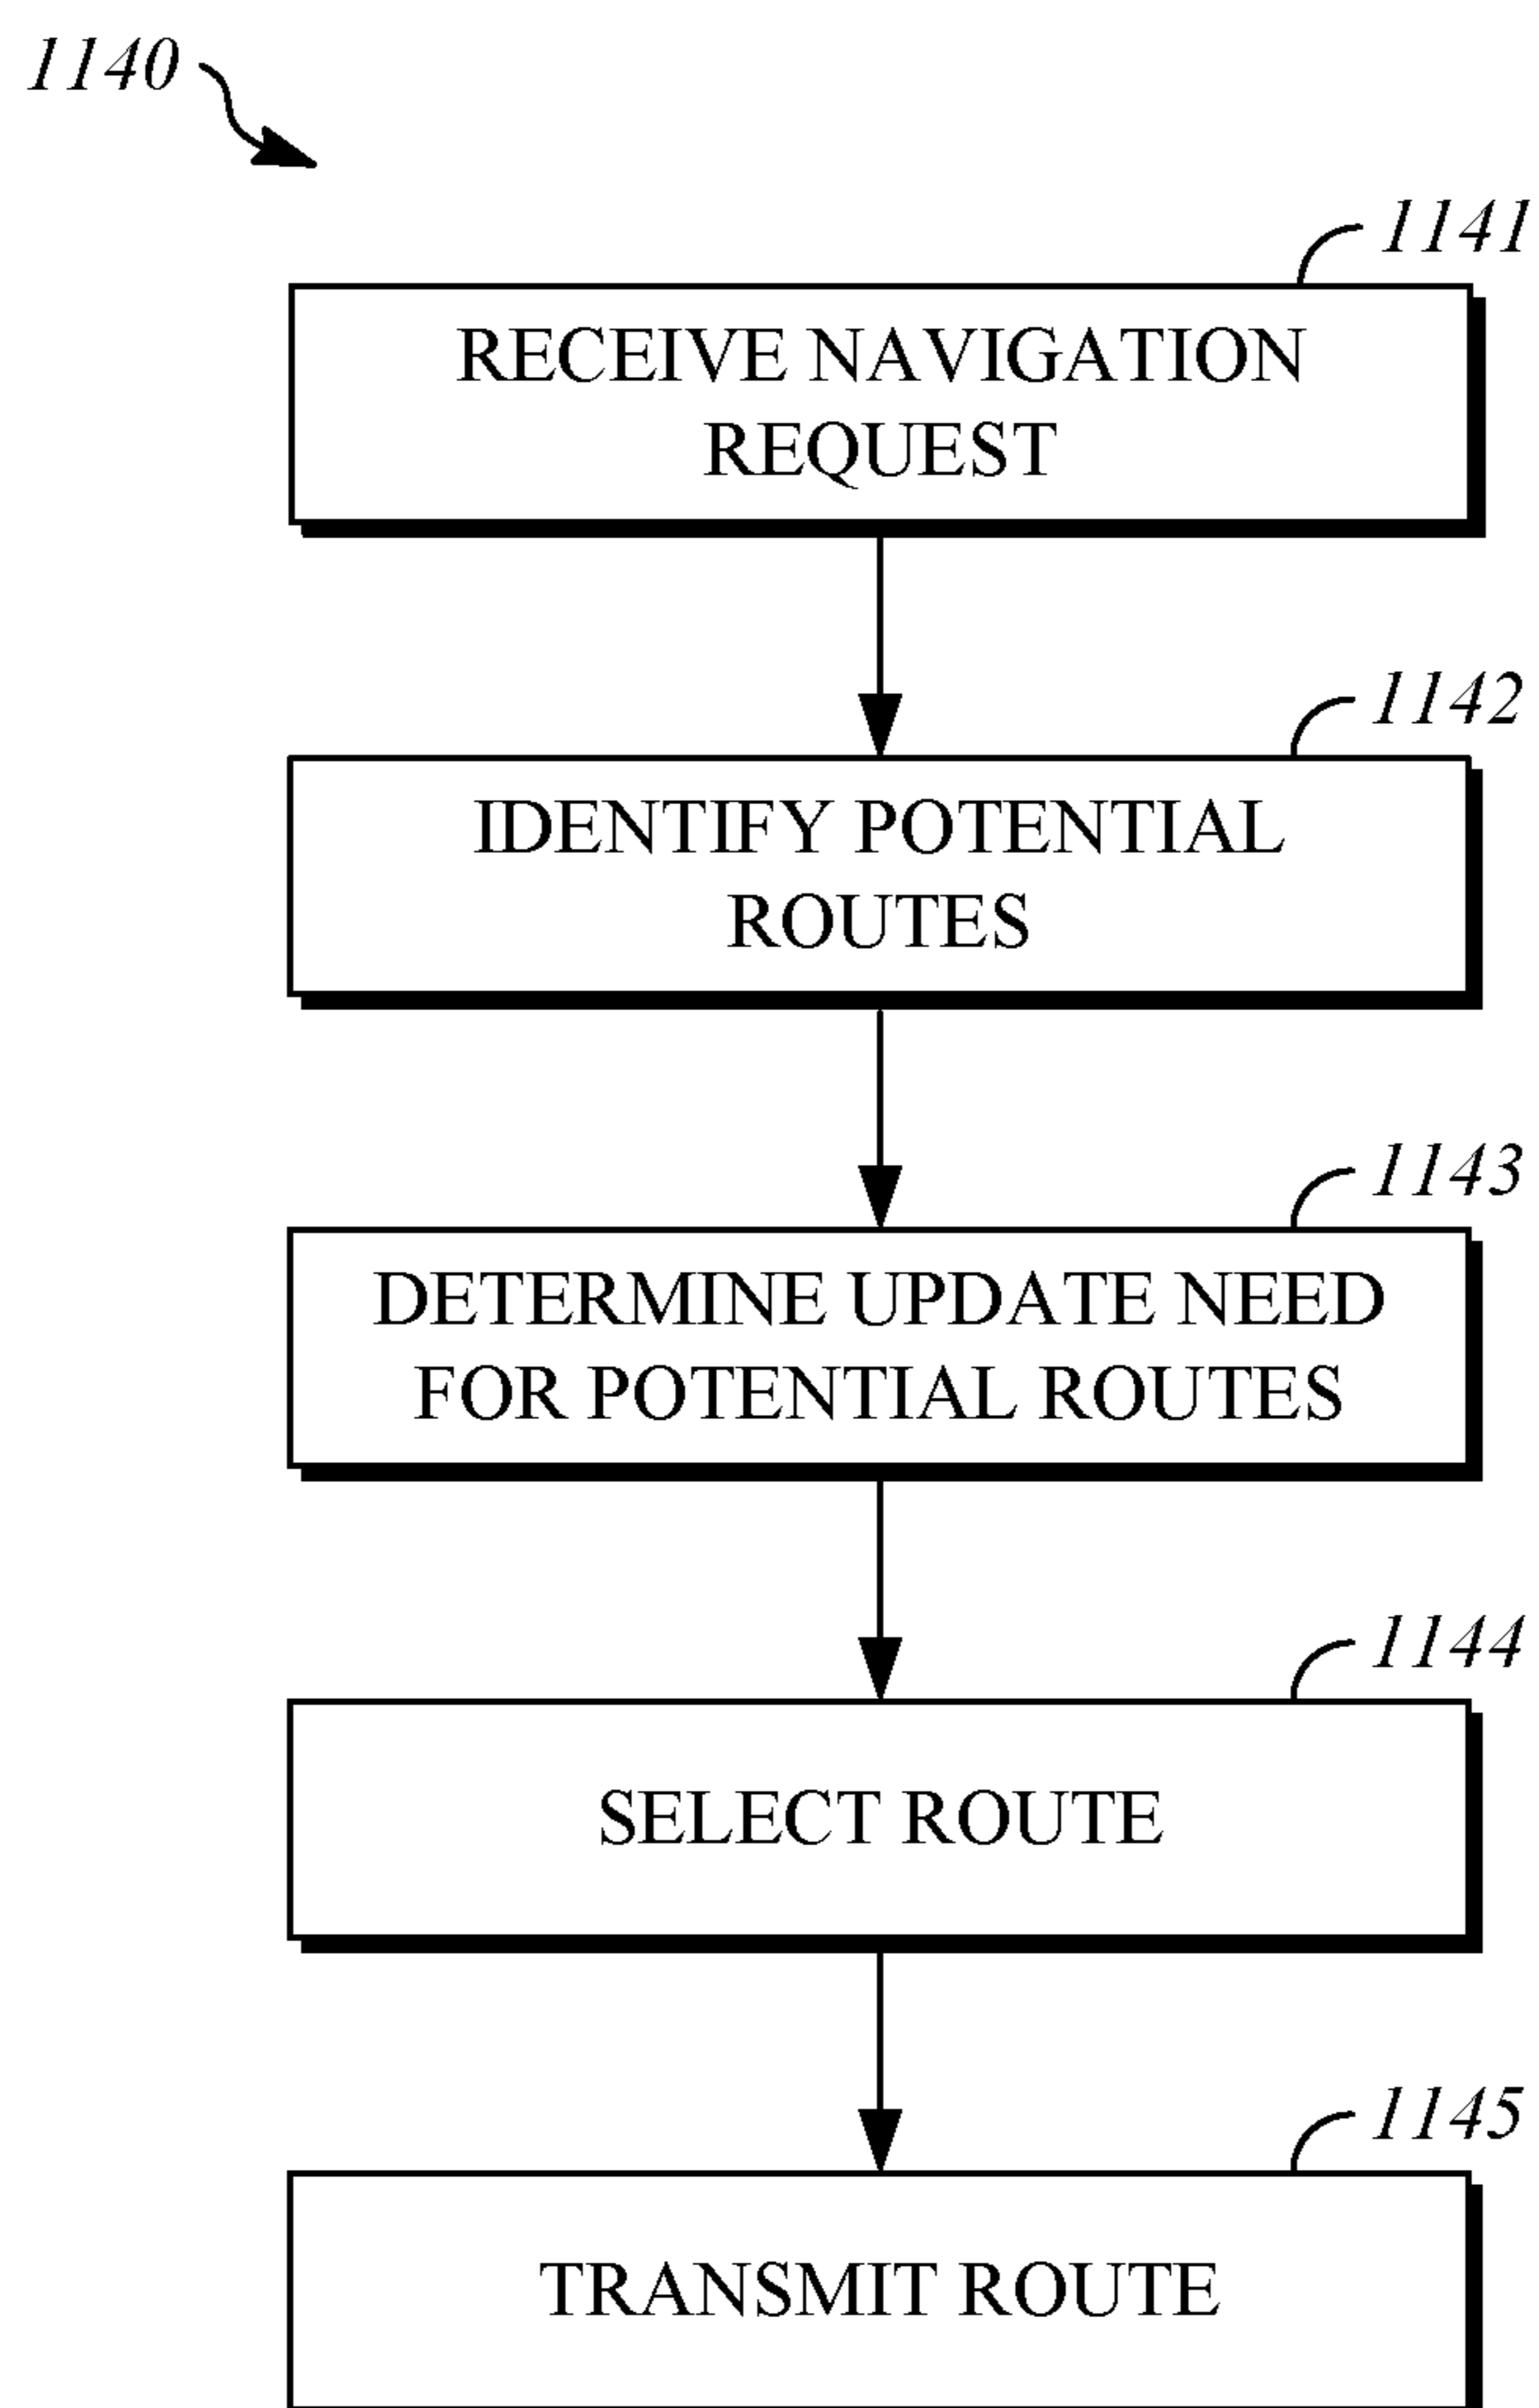 1140
1141
RECEIVE NAVIGATION
REQUEST
1142
IDENTIFY POTENTIAL
ROUTES
1143
DETERMINE UPDATE NEED
FOR POTENTIAL ROUTES
1144
SELECT ROUTE
1145
TRANSMIT ROUTE